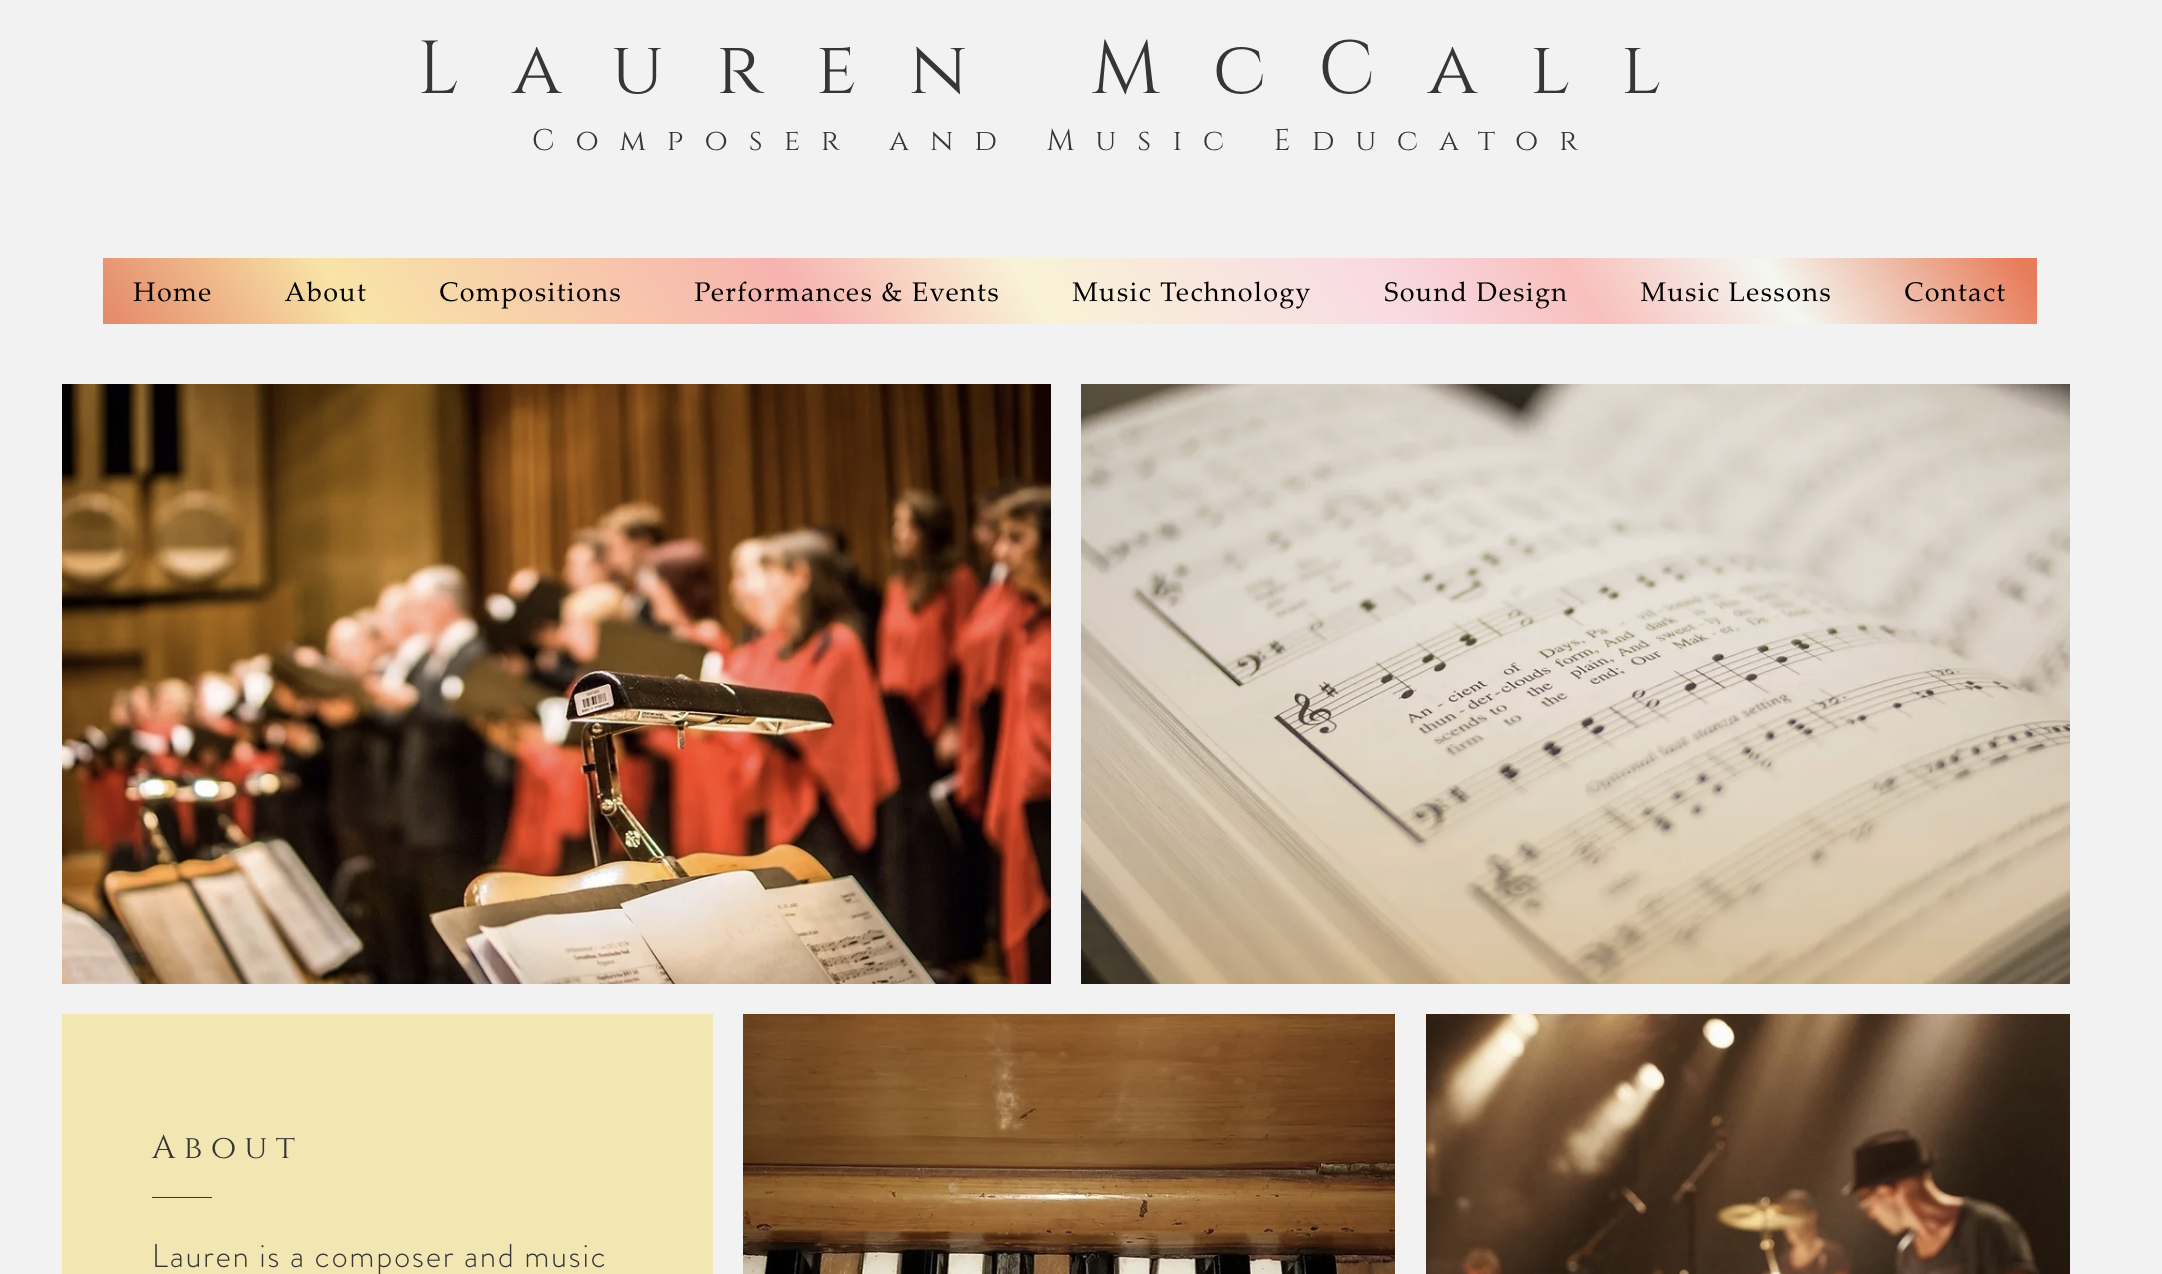 Lauren McCall
Composer and Music Educator
Home About Compositions Performances & Events Music Technology Sound Design Music Lessons Contact
An - cient of Days, Pa - vil -
thun - der - clouds form, And dark
scends to the plain, And sweet - ly
firm to the end; Our Mak - er, De
Optional last stanza setting
About
Lauren is a composer and music